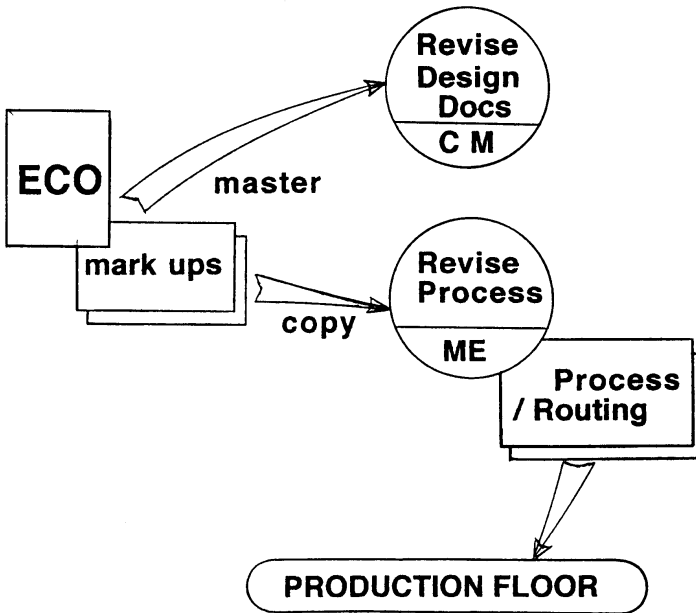 Revise
Design
Docs
C M
ECO
master
mark ups
Revise
Process
copy
ME
Process
/ Routing
PRODUCTION FLOOR